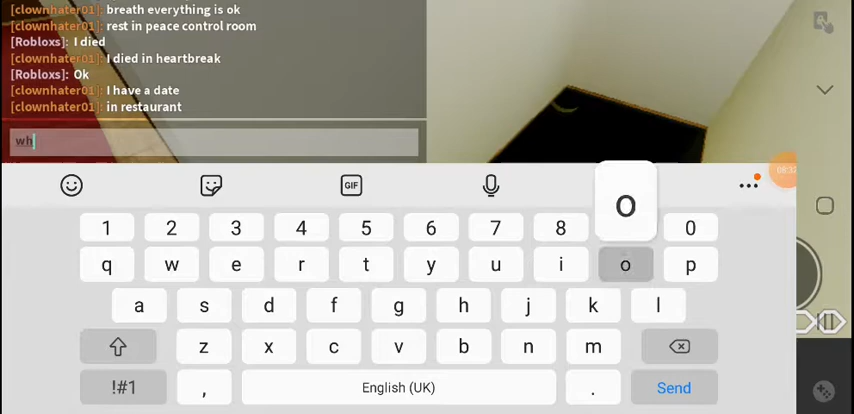 [clownhater01]: breath everything is ok
[clownhater01]: rest in peace control room
[Robloxs]: I died
[clownhater01]: I died in heartbreak
[Robloxs]: Ok
[clownhater01]: I have a date
[clownhater01]: in restaurant
wh
GIF
o
1 2 3 4 5 6 7 8 0
q w e r t y u i o p
a s d f g h j k l
z x c v b n m
!#1 , English (UK) . Send